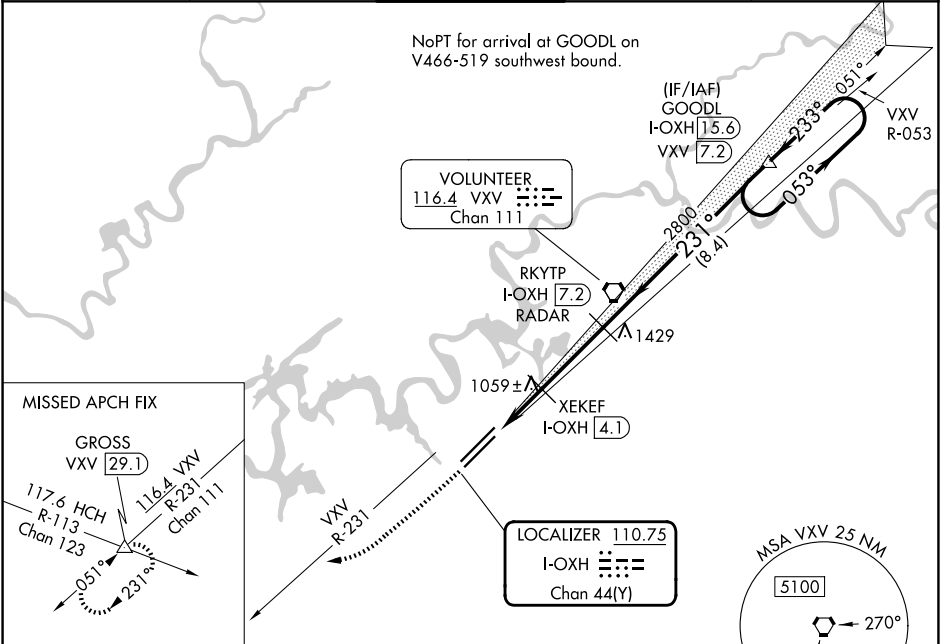 NoPT for arrival at GOODL on
V466-519 southwest bound.
(IF/IAF)
GOODL
I-OXH 15.6
VXV 7.2
233°
051°
VXV
R-053
053°
VOLUNTEER
116.4 VXV
Chan 111
2800
231°
(8.4)
RKYTP
I-OXH 7.2
RADAR
1429
1059±
XEKEF
I-OXH 4.1
MISSED APCH FIX
GROSS
VXV 29.1
117.6 HCH
R-113
Chan 123
116.4 VXV
R-231
Chan 111
051°
231°
VXV
R-231
LOCALIZER 110.75
I-OXH
Chan 44(Y)
MSA VXV 25 NM
5100
270°